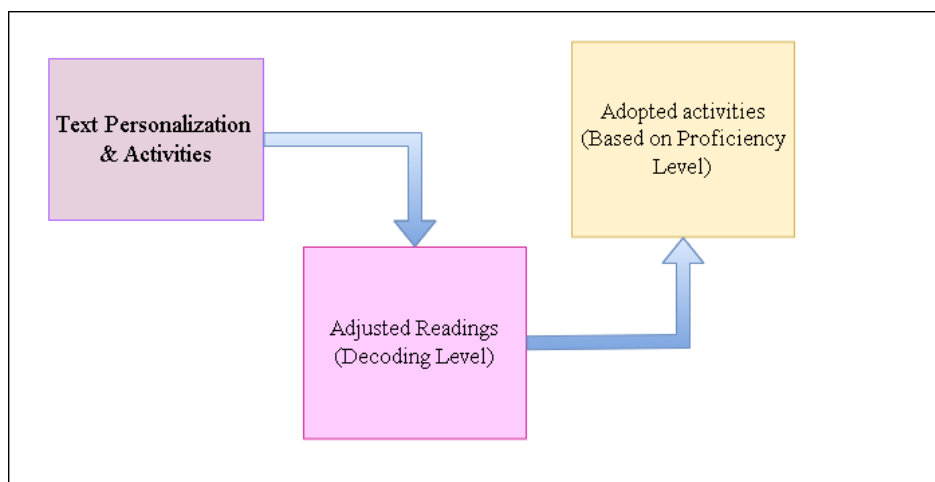 Text Personalization
& Activities
Adjusted Readings
(Decoding Level)
Adopted activities
(Based on Proficiency
Level)